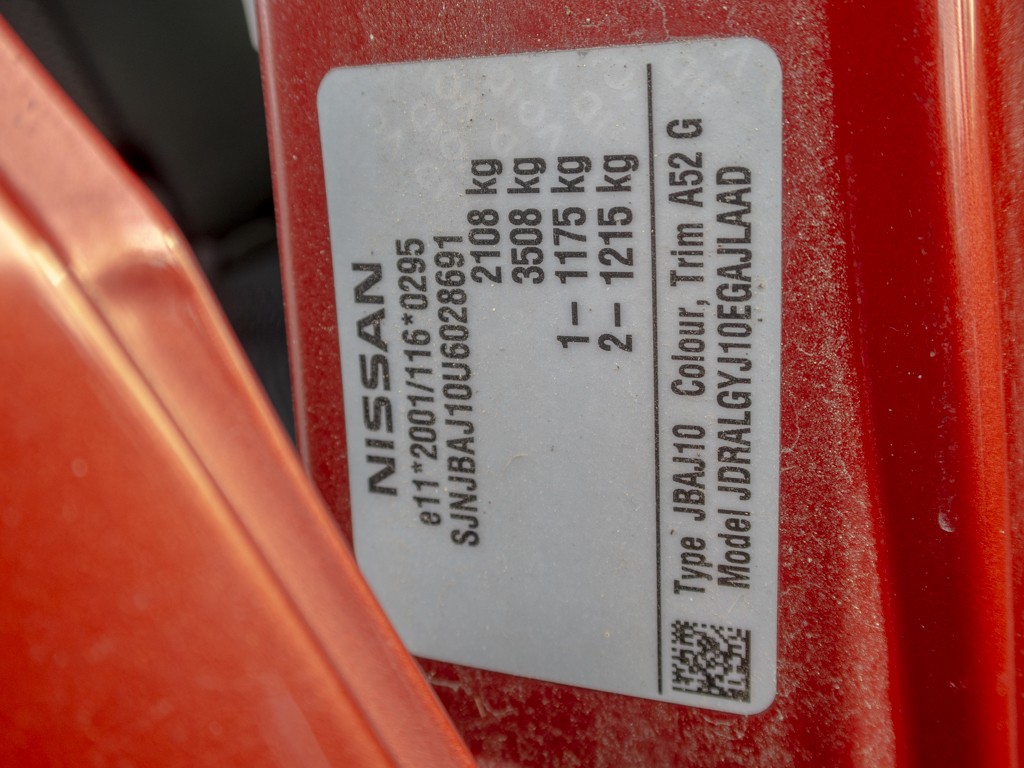 NISSAN
e11*2001/116*0295
SJNJBAJ10U6028691
2108 kg
3508 kg
1– 1175 kg
2– 1215 kg
Type JBAJ10 Colour, Trim A52 G
Model JDRALGYJ10EGAJLAAD